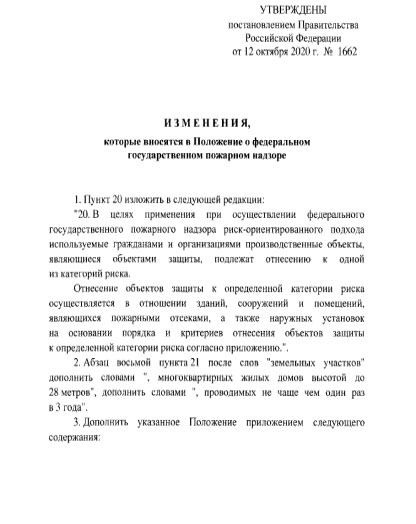 УТВЕРЖДЕНЫ
постановлением Правительства
Российской Федерации
от 12 октября 2020 г. № 1662
И З М Е Н Е Н И Я,
которые вносятся в Положение о федеральном
государственном пожарном надзоре
1. Пункт 20 изложить в следующей редакции:
"20. В целях применения при осуществлении федерального
государственного пожарного надзора риск-ориентированного подхода
используемые гражданами и организациями производственные объекты,
являющиеся объектами защиты, подлежат отнесению к одной
из категорий риска.
Отнесение объектов защиты к определенной категории риска
осуществляется в отношении зданий, сооружений и помещений,
являющихся пожарными отсеками, а также наружных установок
на основании порядка и критериев отнесения объектов защиты
к определенной категории риска согласно приложению.".
2. Абзац восьмой пункта 21 после слов "земельных участков"
дополнить словами ", многоквартирных жилых домов высотой до
28 метров", дополнить словами ", проводимых не чаще чем один раз
в 3 года".
3. Дополнить указанное Положение приложением следующего
содержания: